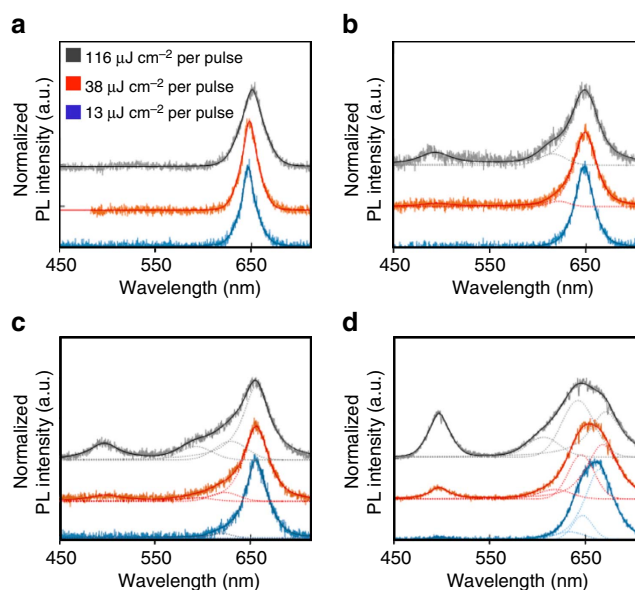 a
116 μJ cm⁻² per pulse
38 μJ cm⁻² per pulse
13 μJ cm⁻² per pulse
Normalized
PL intensity (a.u.)
450 550 650
Wavelength (nm)
b
Normalized
PL intensity (a.u.)
450 550 650
Wavelength (nm)
c
Normalized
PL intensity (a.u.)
450 550 650
Wavelength (nm)
d
Normalized
PL intensity (a.u.)
450 550 650
Wavelength (nm)